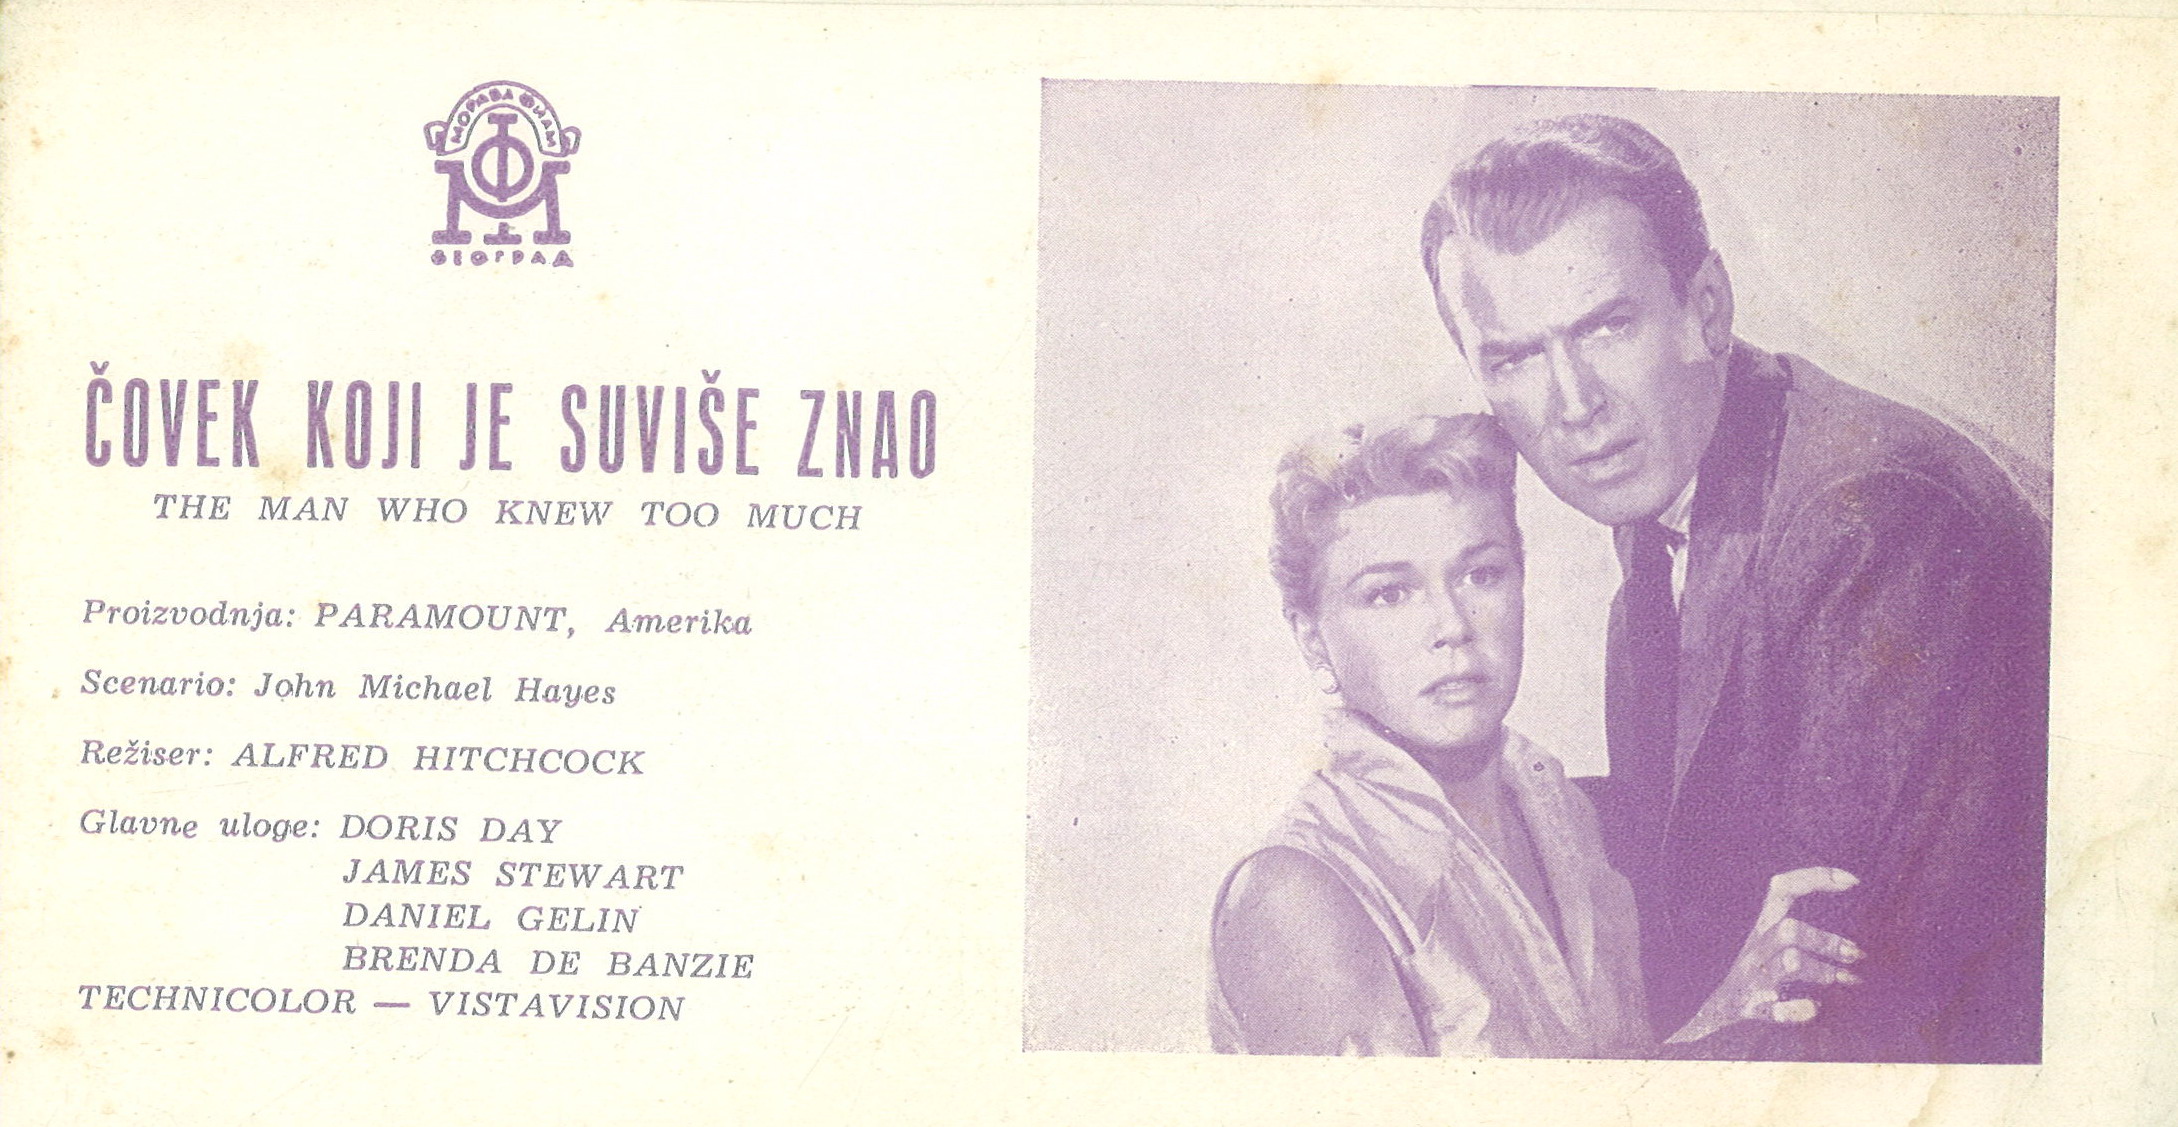 МОРАВА ФИЛМ
БЕОГРАД
ČOVEK KOJI JE SUVIŠE ZNAO
THE MAN WHO KNEW TOO MUCH
Proizvodnja: PARAMOUNT, Amerika
Scenario: John Michael Hayes
Režiser: ALFRED HITCHCOCK
Glavne uloge: DORIS DAY
JAMES STEWART
DANIEL GELIN
BRENDA DE BANZIE
TECHNICOLOR — VISTAVISION